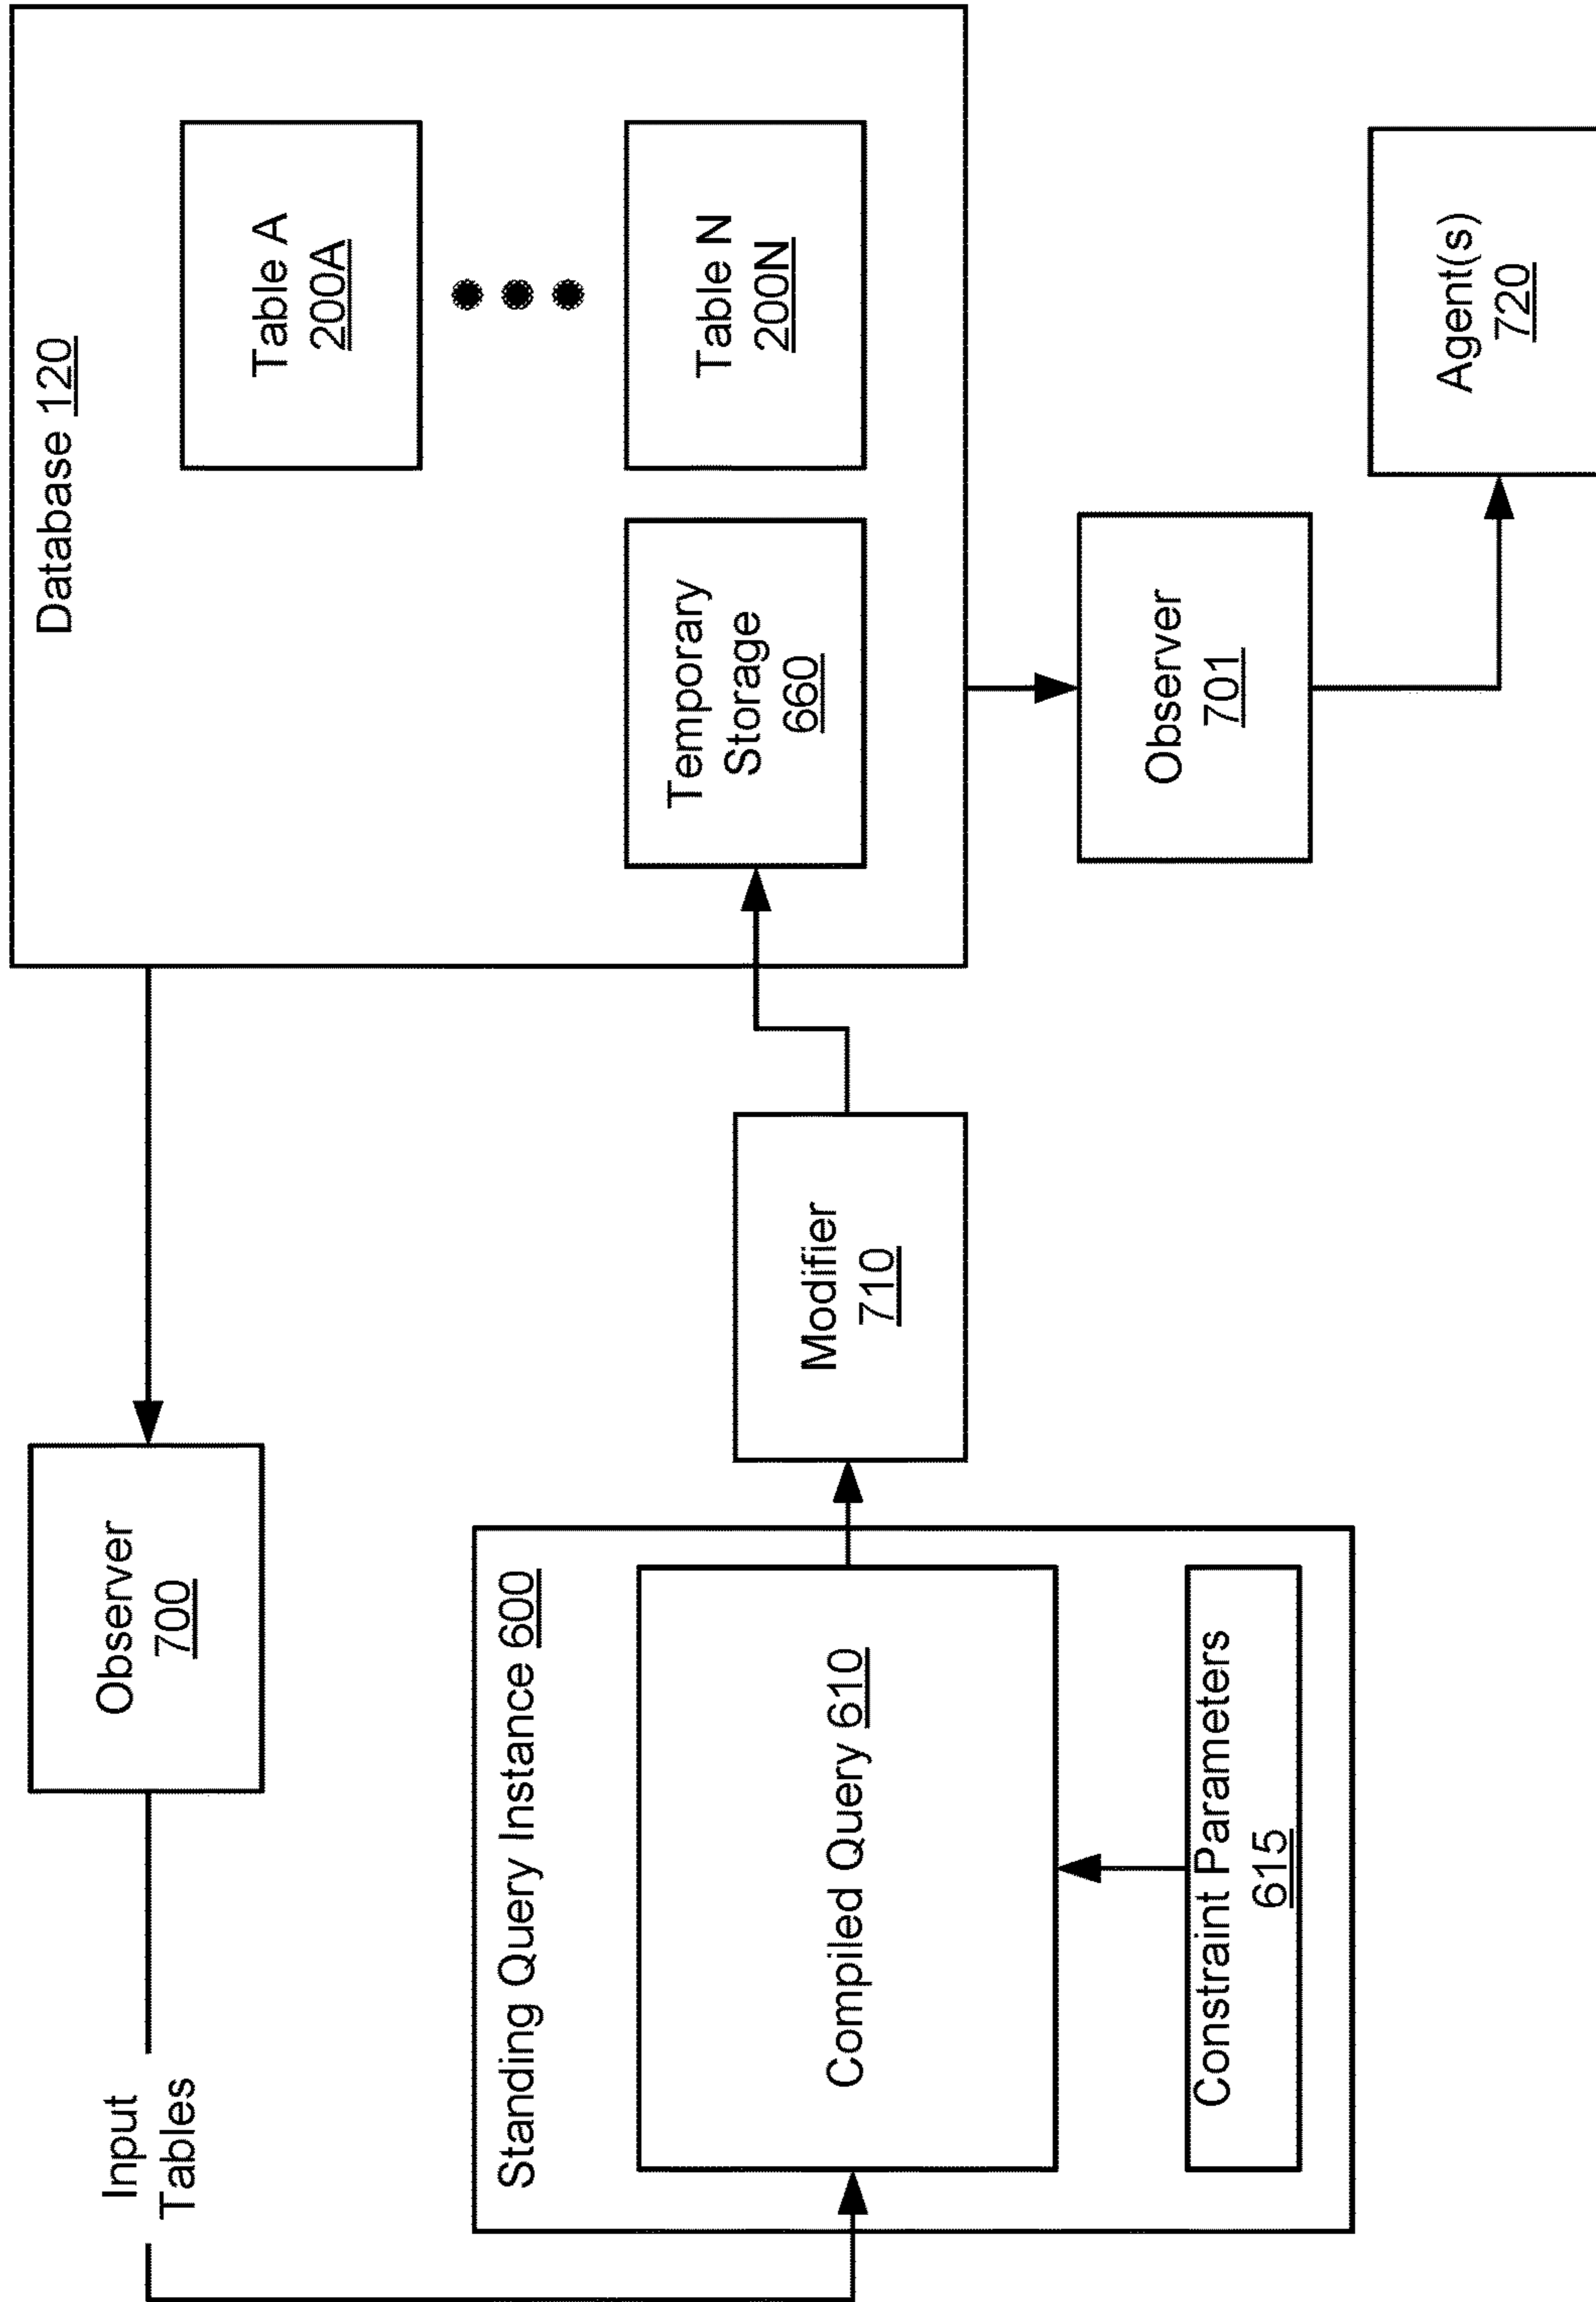 Input
Tables
Observer
700
Database 120
Table A
200A
Table N
200N
Temporary
Storage
660
Standing Query Instance 600
Compiled Query 610
Constraint Parameters
615
Modifier
710
Observer
701
Agent(s)
720